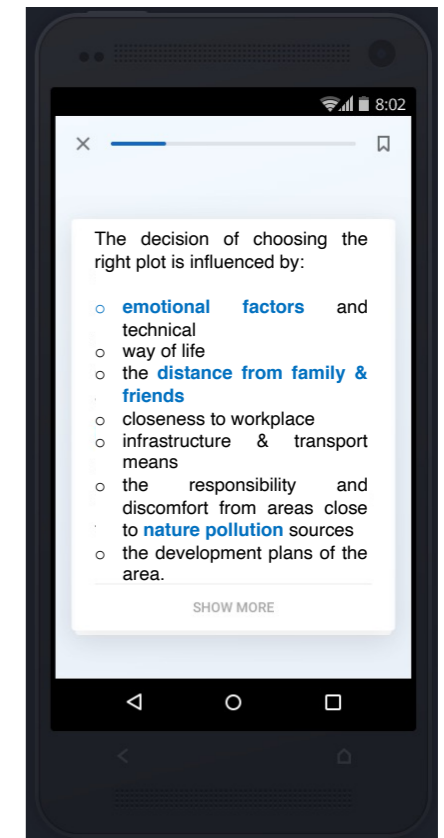 8:02
The decision of choosing the
right plot is influenced by:
o emotional factors and
technical
o way of life
o the distance from family &
friends
o closeness to workplace
o infrastructure & transport
means
o the responsibility and
discomfort from areas close
to nature pollution sources
o the development plans of the
area.
SHOW MORE